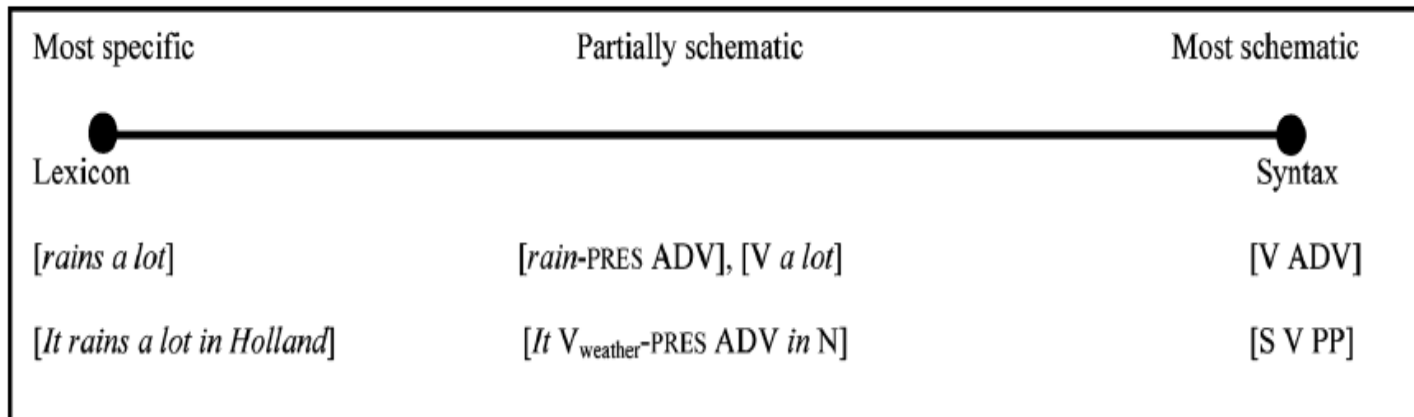 Most specific Partially schematic Most schematic
Lexicon Syntax
[rains a lot] [rain-PRES ADV], [V a lot] [V ADV]
[It rains a lot in Holland] [It Vweather-PRES ADV in N] [S V PP]